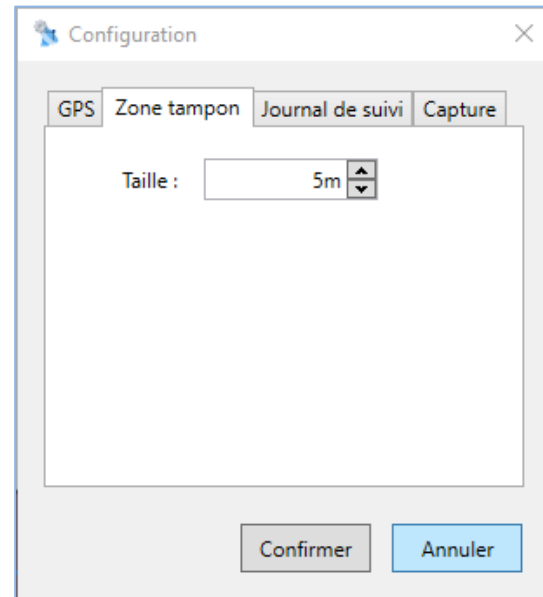 Configuration
GPS Zone tampon Journal de suivi Capture
Taille : 5m
Confirmer Annuler